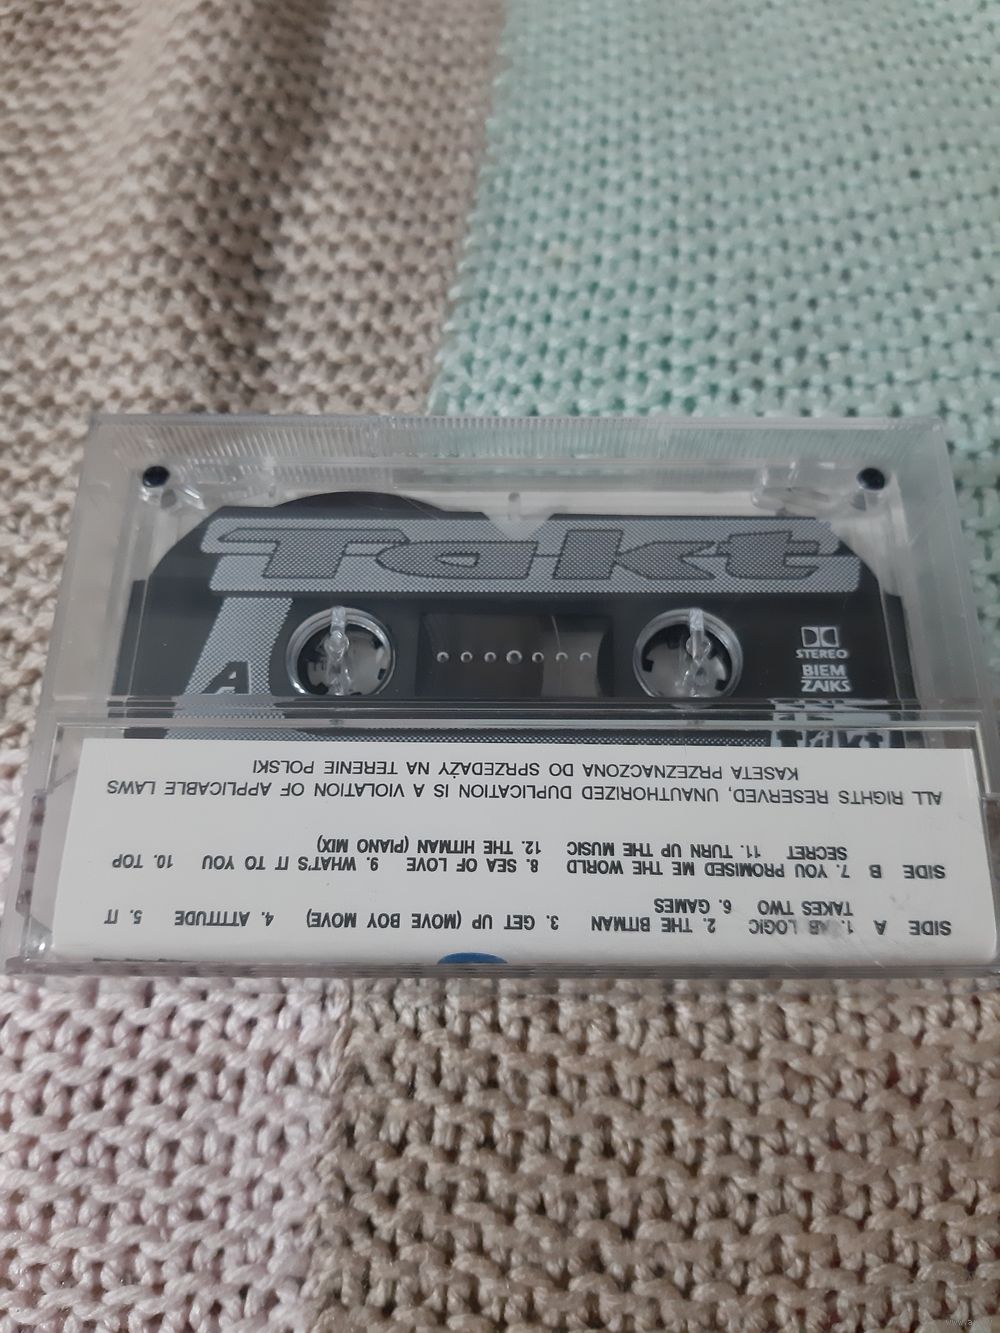 Takt
A
STEREO
BIEM
ZAIKS
SIDE A 1. AB LOGIC 2. THE BITMAN 3. GET UP (MOVE BOY MOVE) 4. ATTITUDE 5. IT
TAKES TWO 6. GAMES
SIDE B 7. YOU PROMISED ME THE WORLD 8. SEA OF LOVE 9. WHAT'S IT TO YOU 10. TOP
SECRET 11. TURN UP THE MUSIC 12. THE HITMAN (PIANO MIX)
ALL RIGHTS RESERVED, UNAUTHORIZED DUPLICATION IS A VIOLATION OF APPLICABLE LAWS
KASETA PRZEZNACZONA DO SPRZEDAŻY NA TERENIE POLSKI